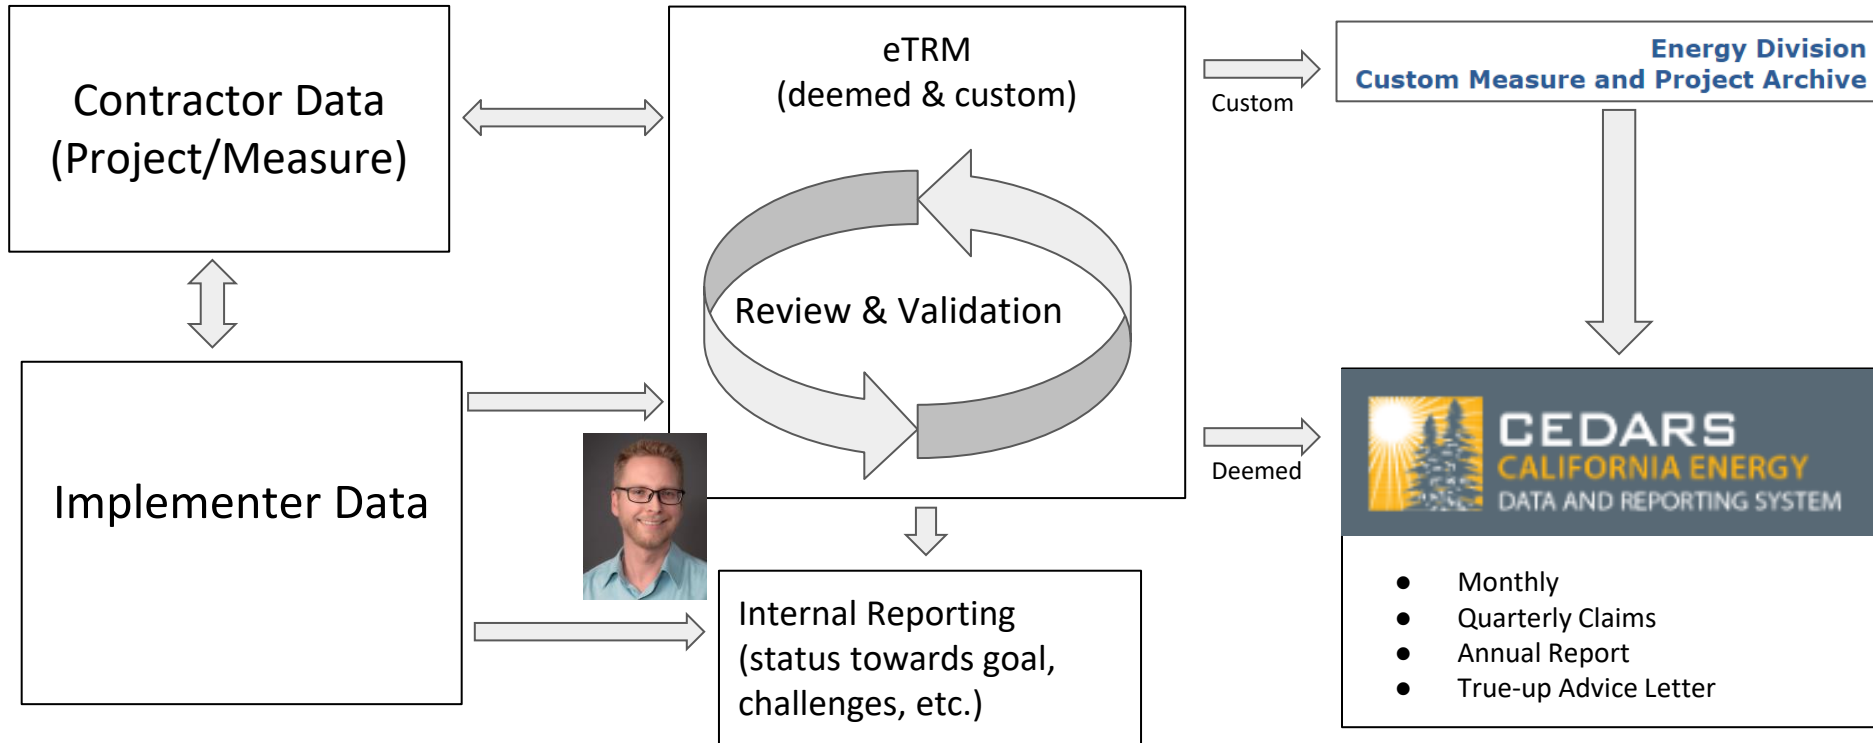 Contractor Data
(Project/Measure)
Implementer Data
eTRM
(deemed & custom)
Review & Validation
Internal Reporting
(status towards goal,
challenges, etc.)
Custom
Deemed
Energy Division
Custom Measure and Project Archive
CEDARS
CALIFORNIA ENERGY
DATA AND REPORTING SYSTEM
● Monthly
● Quarterly Claims
● Annual Report
● True-up Advice Letter